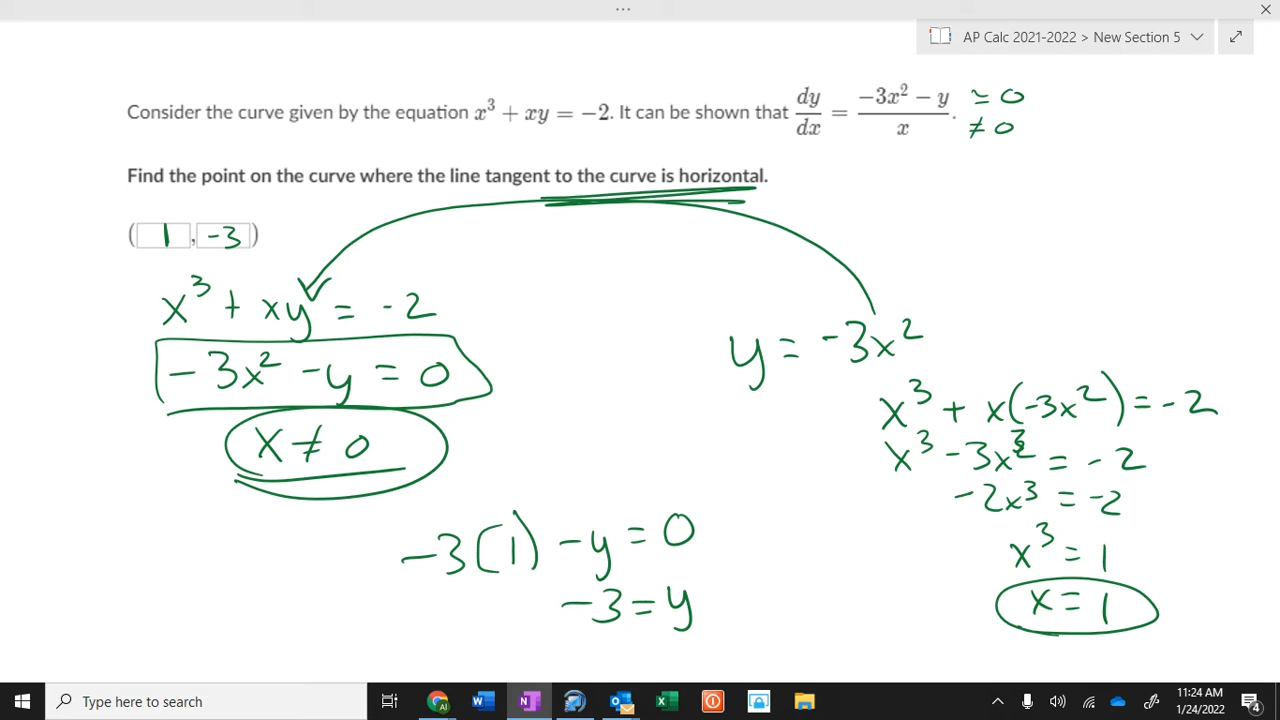 AP Calc 2021-2022 > New Section 5
Consider the curve given by the equation x³ + xy = −2. It can be shown that dy/dx = (−3x² − y)/x. ≃ 0 ≠ 0
Find the point on the curve where the line tangent to the curve is horizontal.
(1, -3)
x³ + xy = -2
-3x² - y = 0
x ≠ 0
y = -3x²
x³ + x(-3x²) = -2
x³ - 3x³ = -2
-2x³ = -2
x³ = 1
x = 1
-3(1) - y = 0
-3 = y
Type here to search
11:24 AM
1/24/2022
4